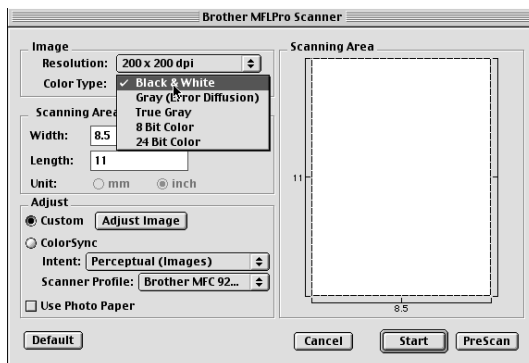 Brother MFLPro Scanner
Image
Resolution: 200 x 200 dpi
Color Type: ✓ Black & White
Gray (Error Diffusion)
True Gray
8 Bit Color
24 Bit Color
Scanning Area
Width: 8.5
Length: 11
Unit: mm inch
Adjust
Custom Adjust Image
ColorSync
Intent: Perceptual (Images)
Scanner Profile: Brother MFC 92...
Use Photo Paper
Default
Scanning Area
11
8.5
Cancel Start PreScan